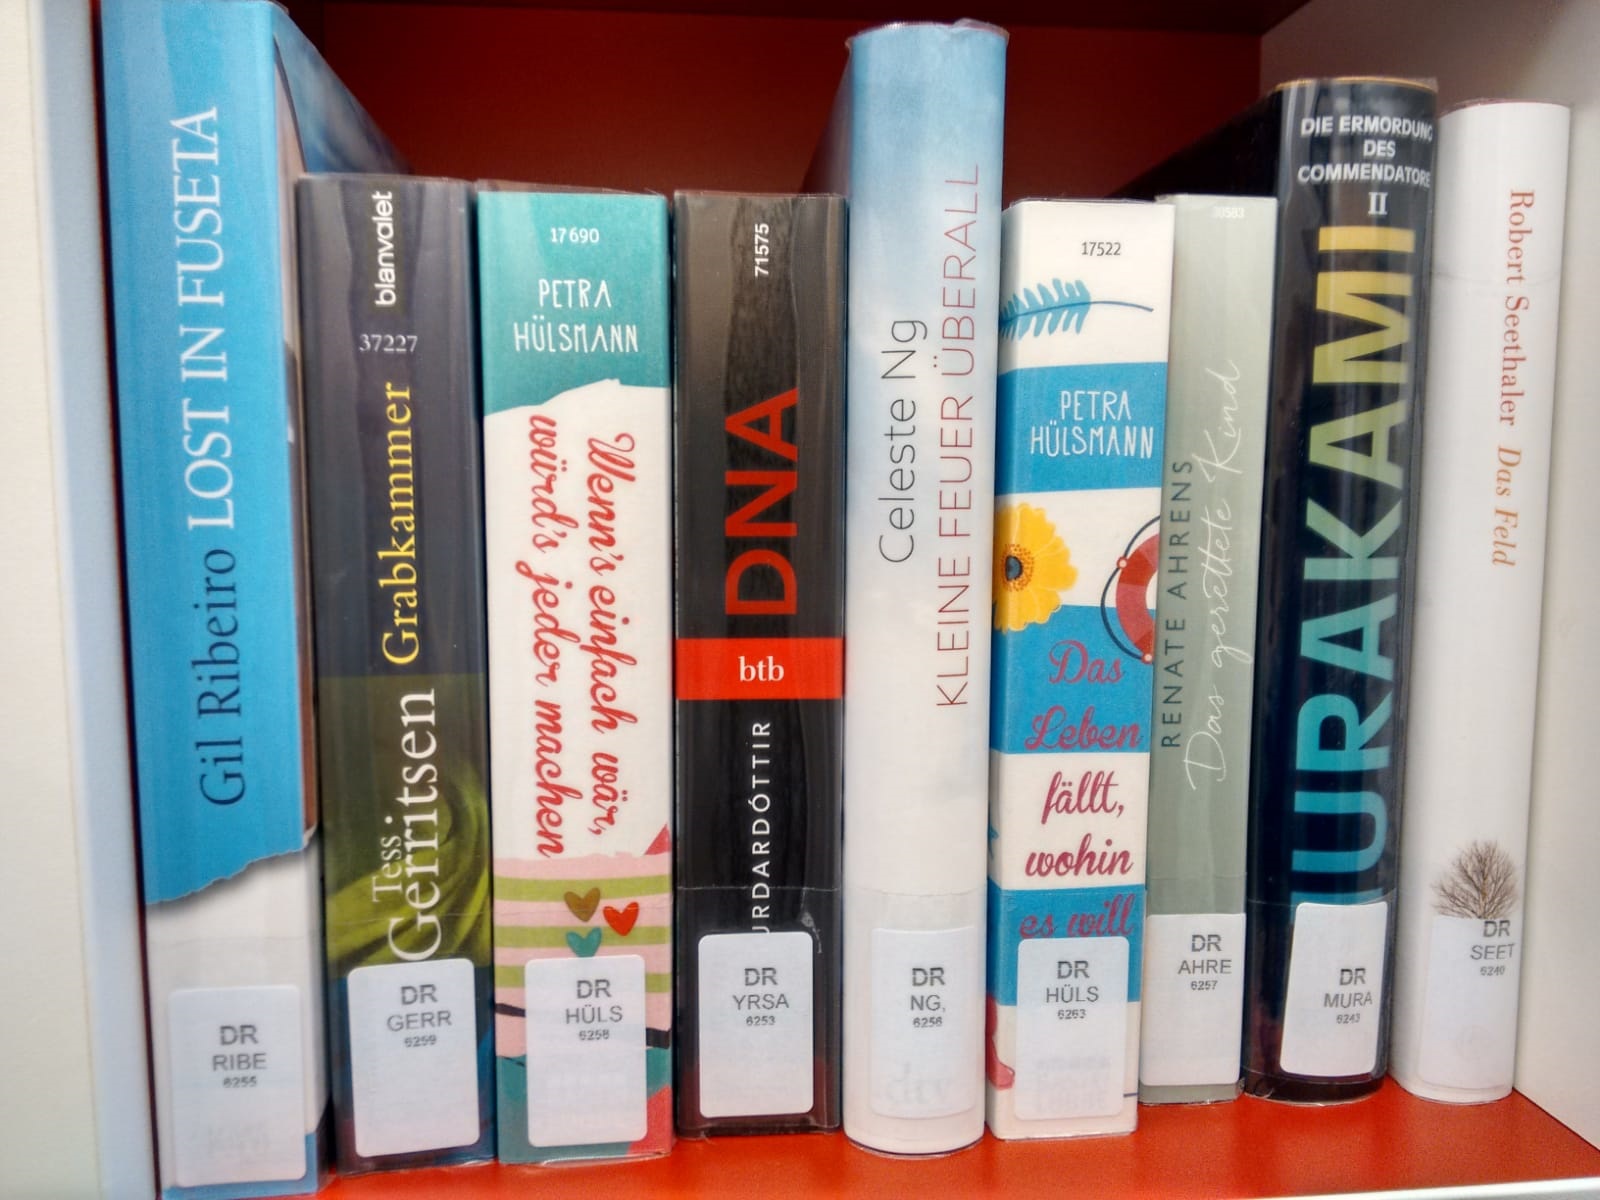 Gil Ribeiro LOST IN FUSETA
DR
RIBE
6255
blanvalet
37227
Tess
Gerritsen Grabkammer
DR
GERR
6259
17690
PETRA
HÜLSMANN
Wenn's einfach wär,
würd's jeder machen
DR
HÜLS
6258
71575
DNA
btb
URDARDÓTTIR
DR
YRSA
6253
Celeste Ng
KLEINE FEUER ÜBERALL
DR
NG,
6256
17522
PETRA
HÜLSMANN
Das
Leben
fällt,
wohin
es will
DR
HÜLS
6263
30583
RENATE AHRENS
Das gerettete Kind
DR
AHRE
6257
DIE ERMORDUNG
DES
COMMENDATORE
II
URAKAMI
DR
MURA
6243
Robert Seethaler Das Feld
DR
SEET
6240